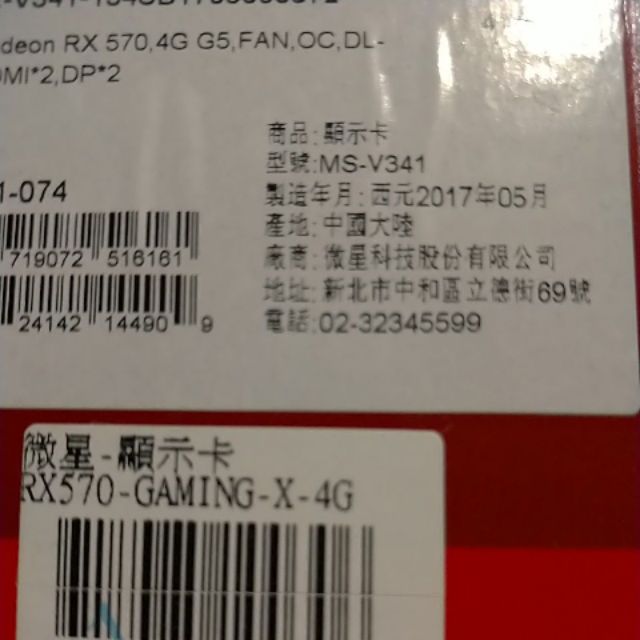 deon RX 570,4G G5,FAN,OC,DL-
DMI*2,DP*2
商品:顯示卡
型號:MS-V341
製造年月:西元2017年05月
產地:中國大陸
廠商:微星科技股份有限公司
地址:新北市中和區立德街69號
電話:02-32345599
1-074
719072 516161
24142 14490 9
微星-顯示卡
RX570-GAMING-X-4G